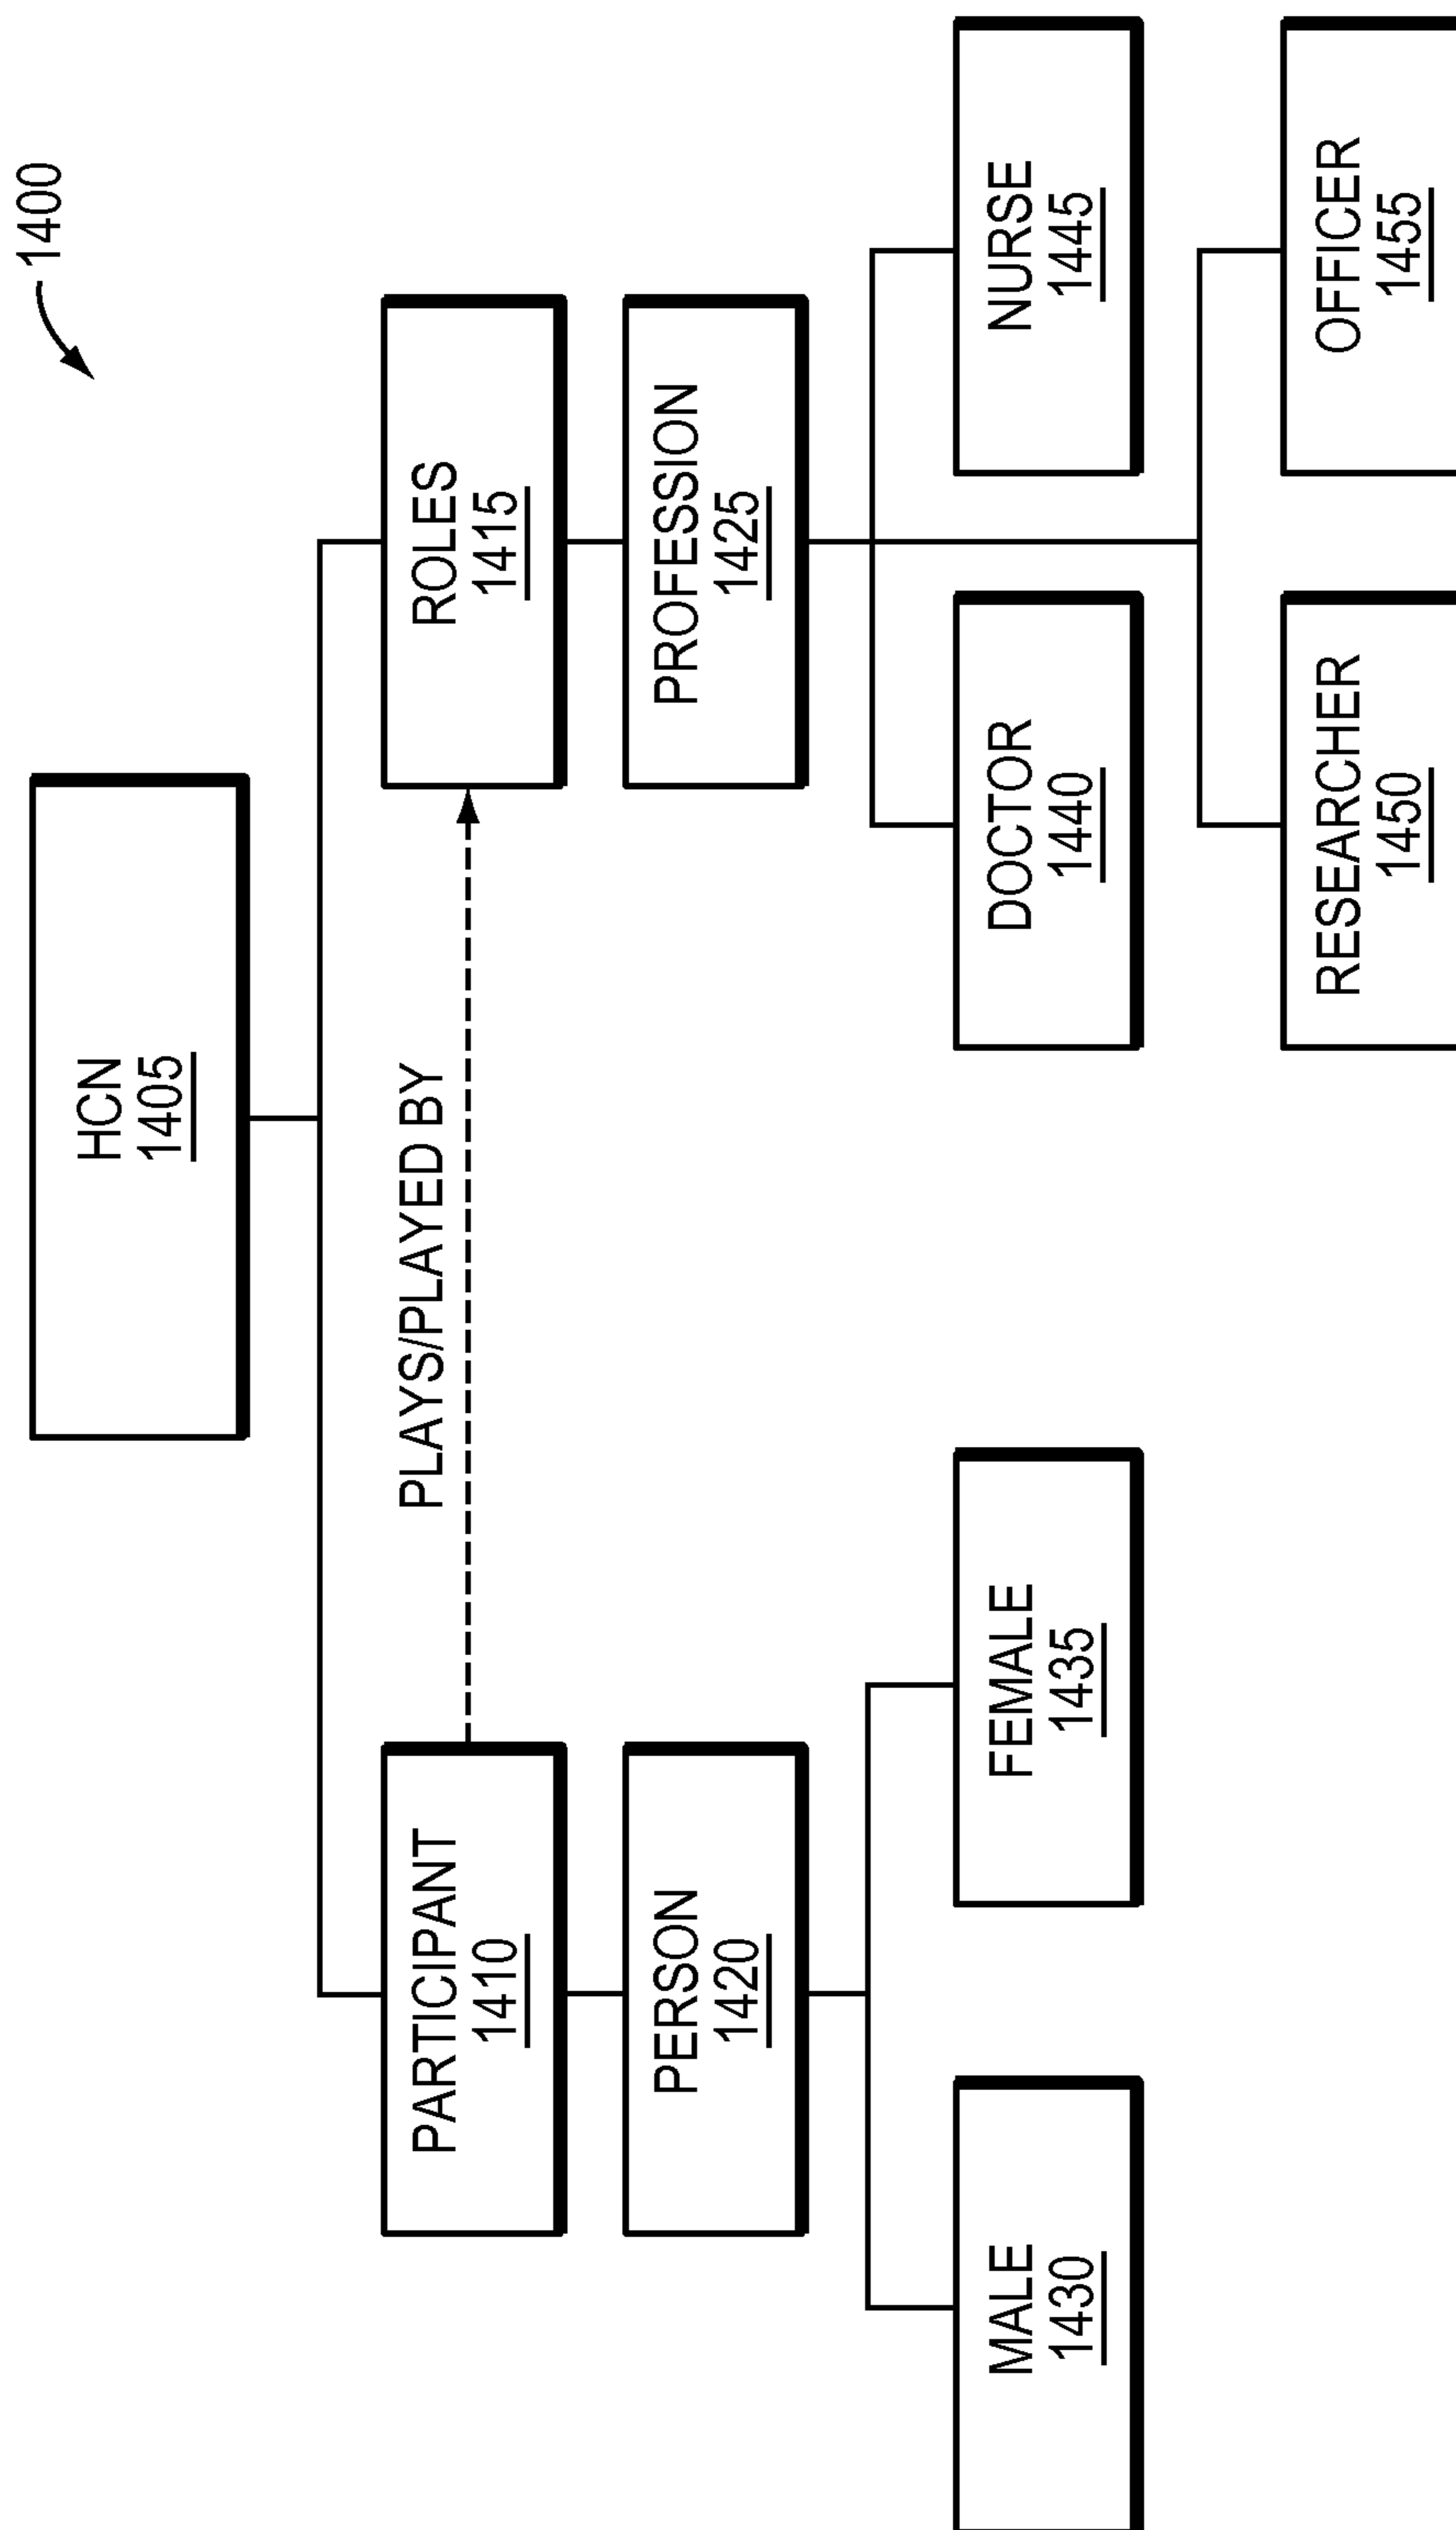 1400
HCN
1405
PARTICIPANT
1410
PLAYS/PLAYED BY
ROLES
1415
PERSON
1420
PROFESSION
1425
MALE
1430
FEMALE
1435
DOCTOR
1440
NURSE
1445
RESEARCHER
1450
OFFICER
1455